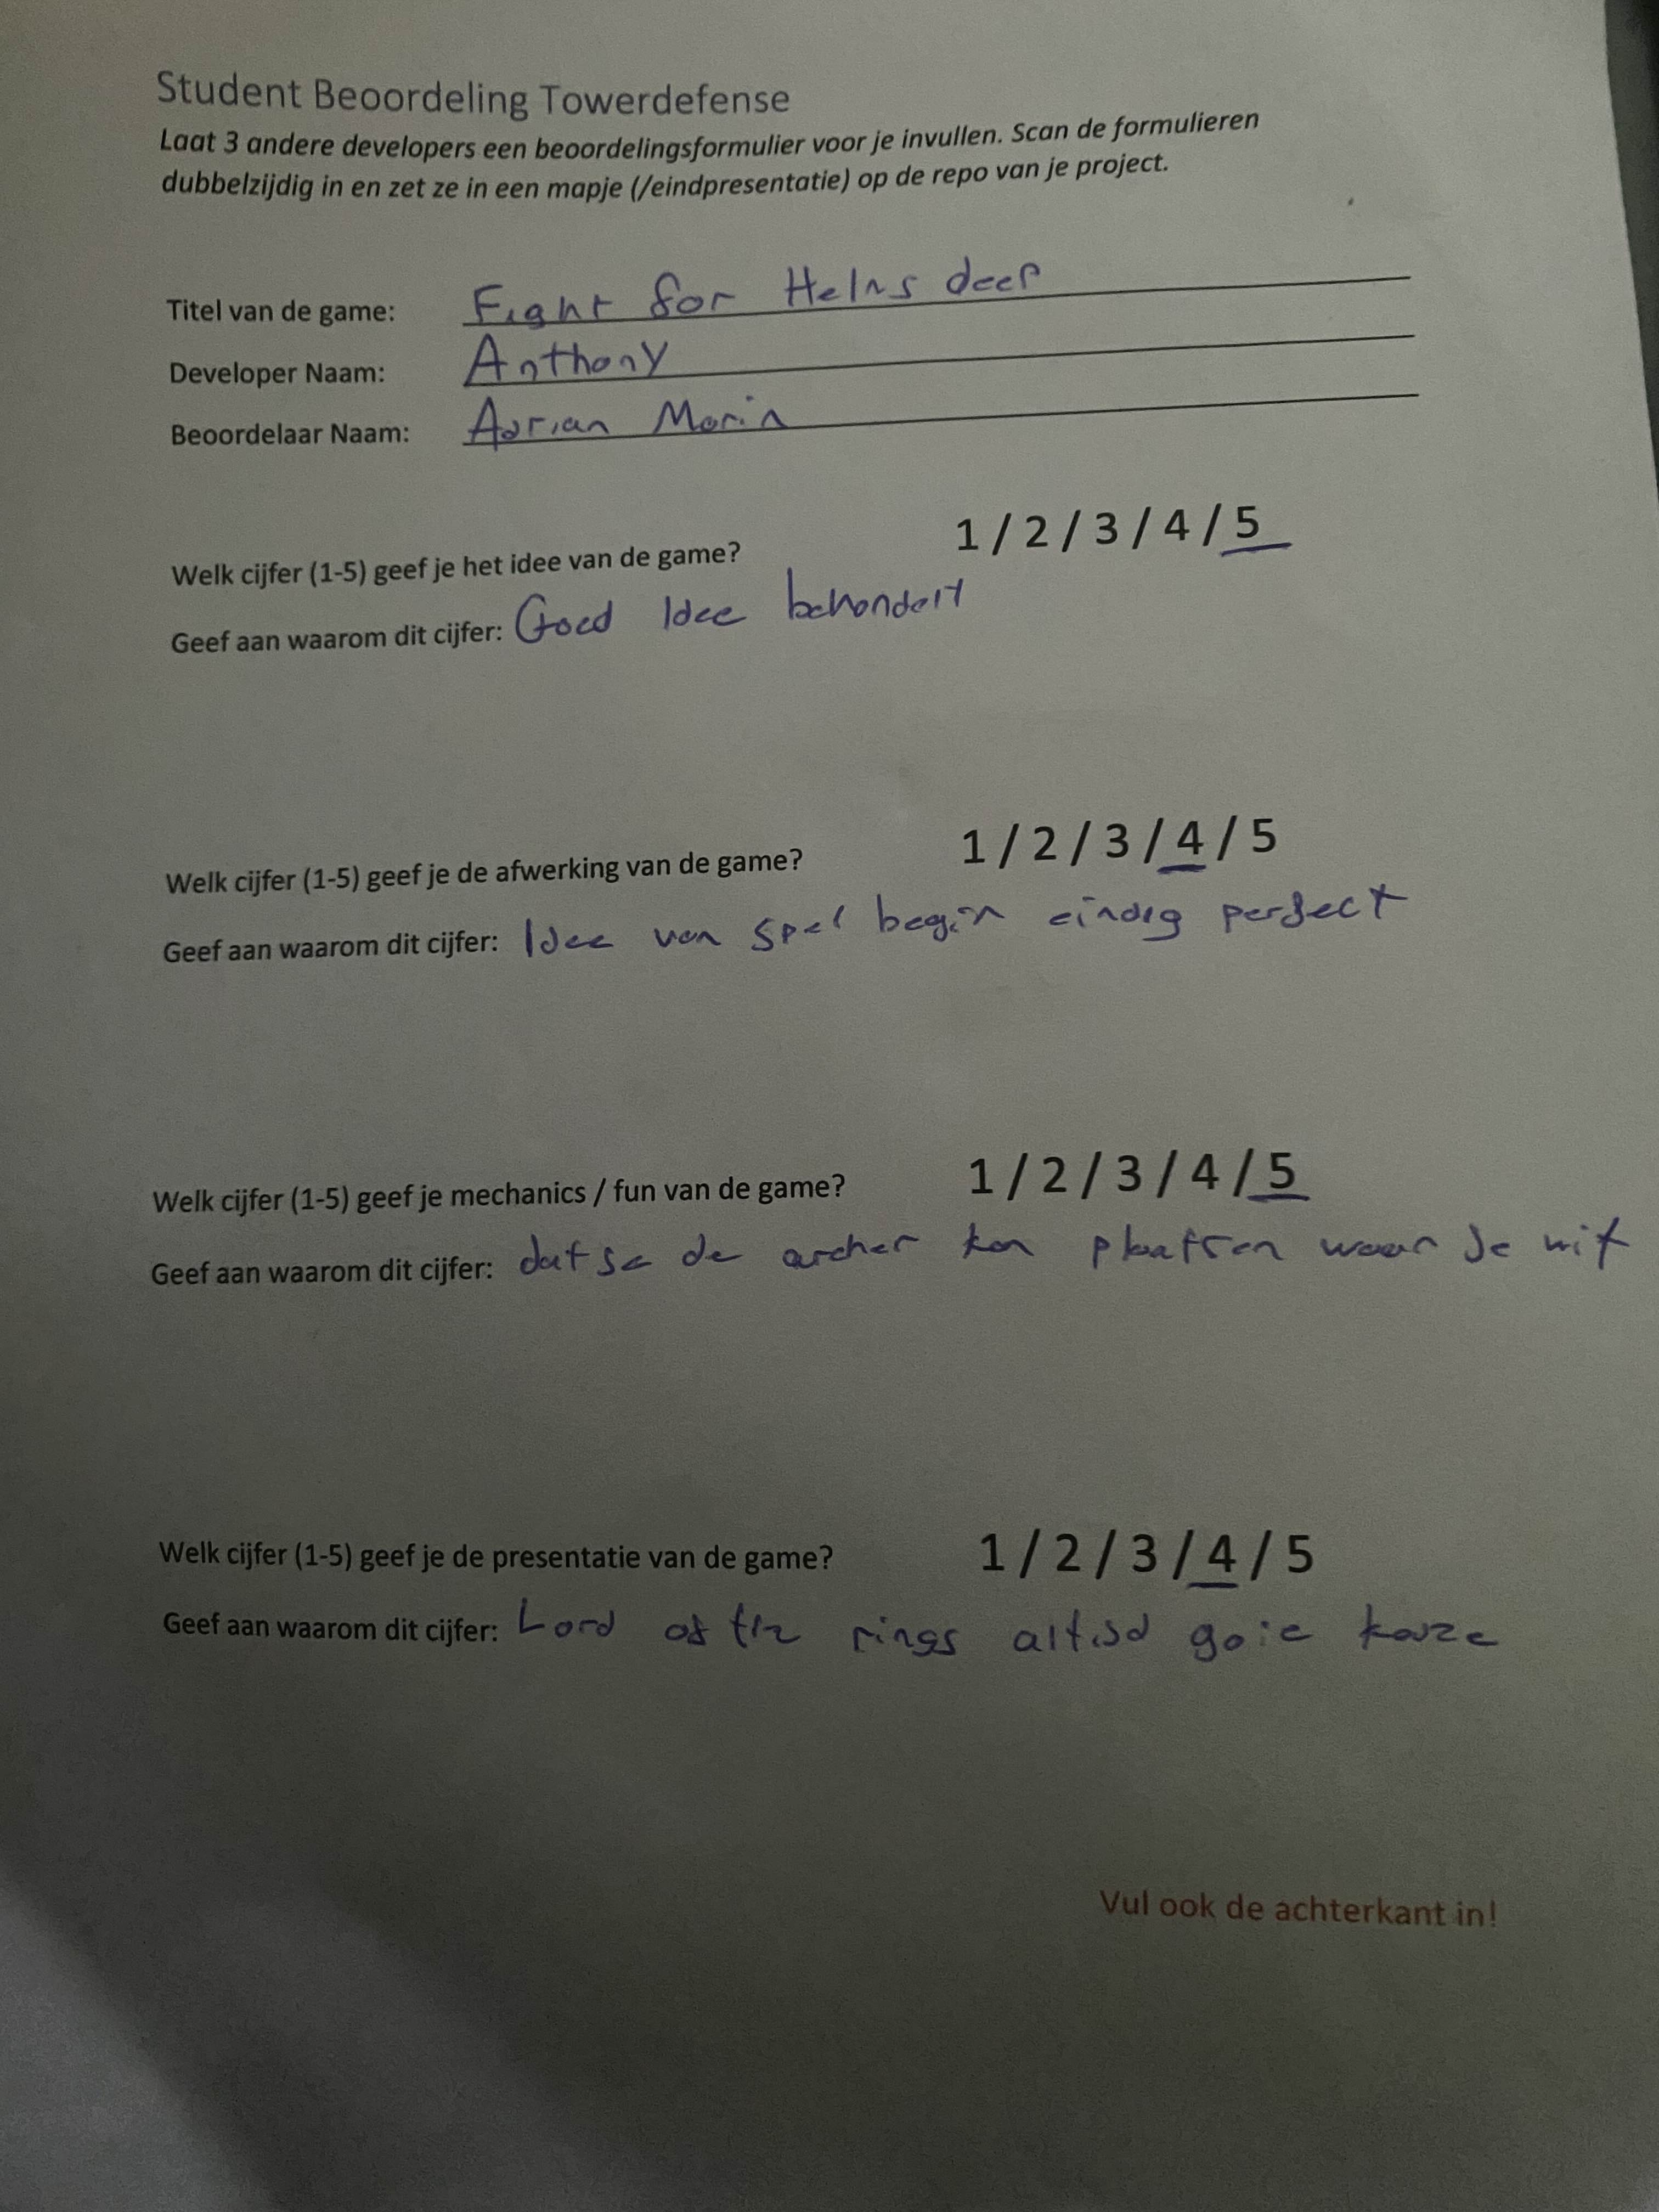 Student Beoordeling Towerdefense
Laat 3 andere developers een beoordelingsformulier voor je invullen. Scan de formulieren
dubbelzijdig in en zet ze in een mapje (/eindpresentatie) op de repo van je project.
Titel van de game: Fight for Helms deep
Developer Naam: Anthony
Beoordelaar Naam: Adrian Marin
Welk cijfer (1-5) geef je het idee van de game? 1 / 2 / 3 / 4 / 5
Geef aan waarom dit cijfer: Goed Idee behandelt
Welk cijfer (1-5) geef je de afwerking van de game? 1 / 2 / 3 / 4 / 5
Geef aan waarom dit cijfer: Idee van spel begin eindig perfect
Welk cijfer (1-5) geef je mechanics / fun van de game? 1 / 2 / 3 / 4 / 5
Geef aan waarom dit cijfer: dat je de archer kan plaatsen waar je wilt
Welk cijfer (1-5) geef je de presentatie van de game? 1 / 2 / 3 / 4 / 5
Geef aan waarom dit cijfer: Lord of the rings altijd goie keuze
Vul ook de achterkant in!